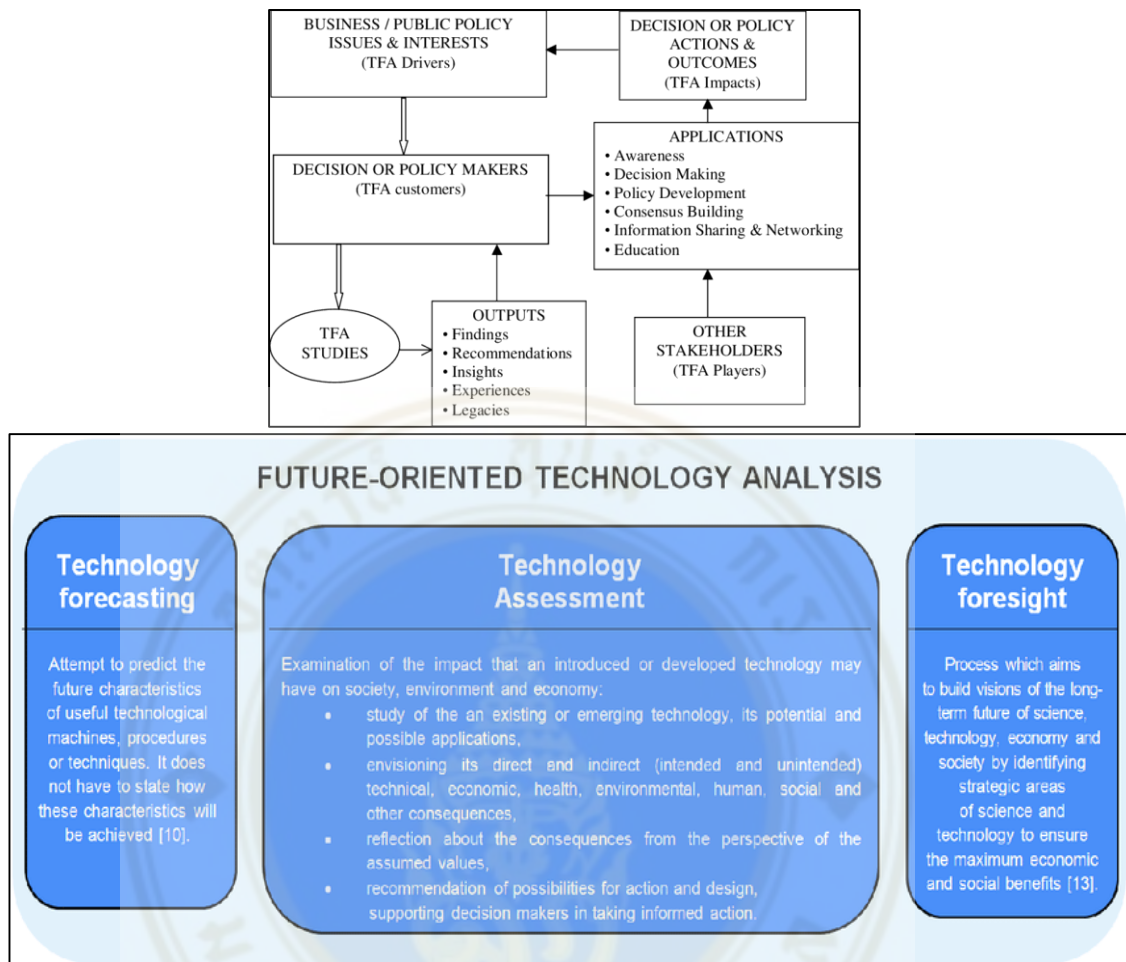 BUSINESS / PUBLIC POLICY
ISSUES & INTERESTS
(TFA Drivers)
DECISION OR POLICY
ACTIONS &
OUTCOMES
(TFA Impacts)
DECISION OR POLICY MAKERS
(TFA customers)
APPLICATIONS
• Awareness
• Decision Making
• Policy Development
• Consensus Building
• Information Sharing & Networking
• Education
TFA
STUDIES
OUTPUTS
• Findings
• Recommendations
• Insights
• Experiences
• Legacies
OTHER
STAKEHOLDERS
(TFA Players)
FUTURE-ORIENTED TECHNOLOGY ANALYSIS
Technology
forecasting
Attempt to predict the
future characteristics
of useful technological
machines, procedures
or techniques. It does
not have to state how
these characteristics will
be achieved [10].
Technology
Assessment
Examination of the impact that an introduced or developed technology may
have on society, environment and economy:
• study of the an existing or emerging technology, its potential and
possible applications,
• envisioning its direct and indirect (intended and unintended)
technical, economic, health, environmental, human, social and
other consequences,
• reflection about the consequences from the perspective of the
assumed values,
• recommendation of possibilities for action and design,
supporting decision makers in taking informed action.
Technology
foresight
Process which aims
to build visions of the long-
term future of science,
technology, economy and
society by identifying
strategic areas
of science and
technology to ensure
the maximum economic
and social benefits [13].